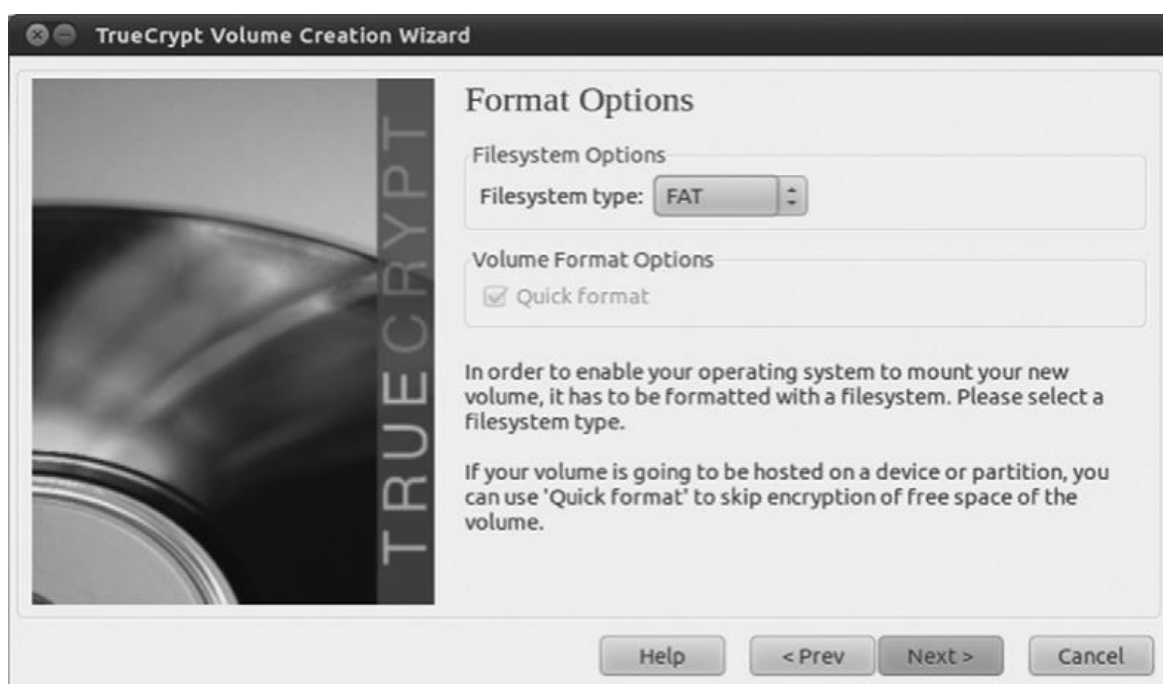 TrueCrypt Volume Creation Wizard
TRUECRYPT
Format Options
Filesystem Options
Filesystem type: FAT
Volume Format Options
Quick format
In order to enable your operating system to mount your new
volume, it has to be formatted with a filesystem. Please select a
filesystem type.
If your volume is going to be hosted on a device or partition, you
can use 'Quick format' to skip encryption of free space of the
volume.
Help < Prev Next > Cancel